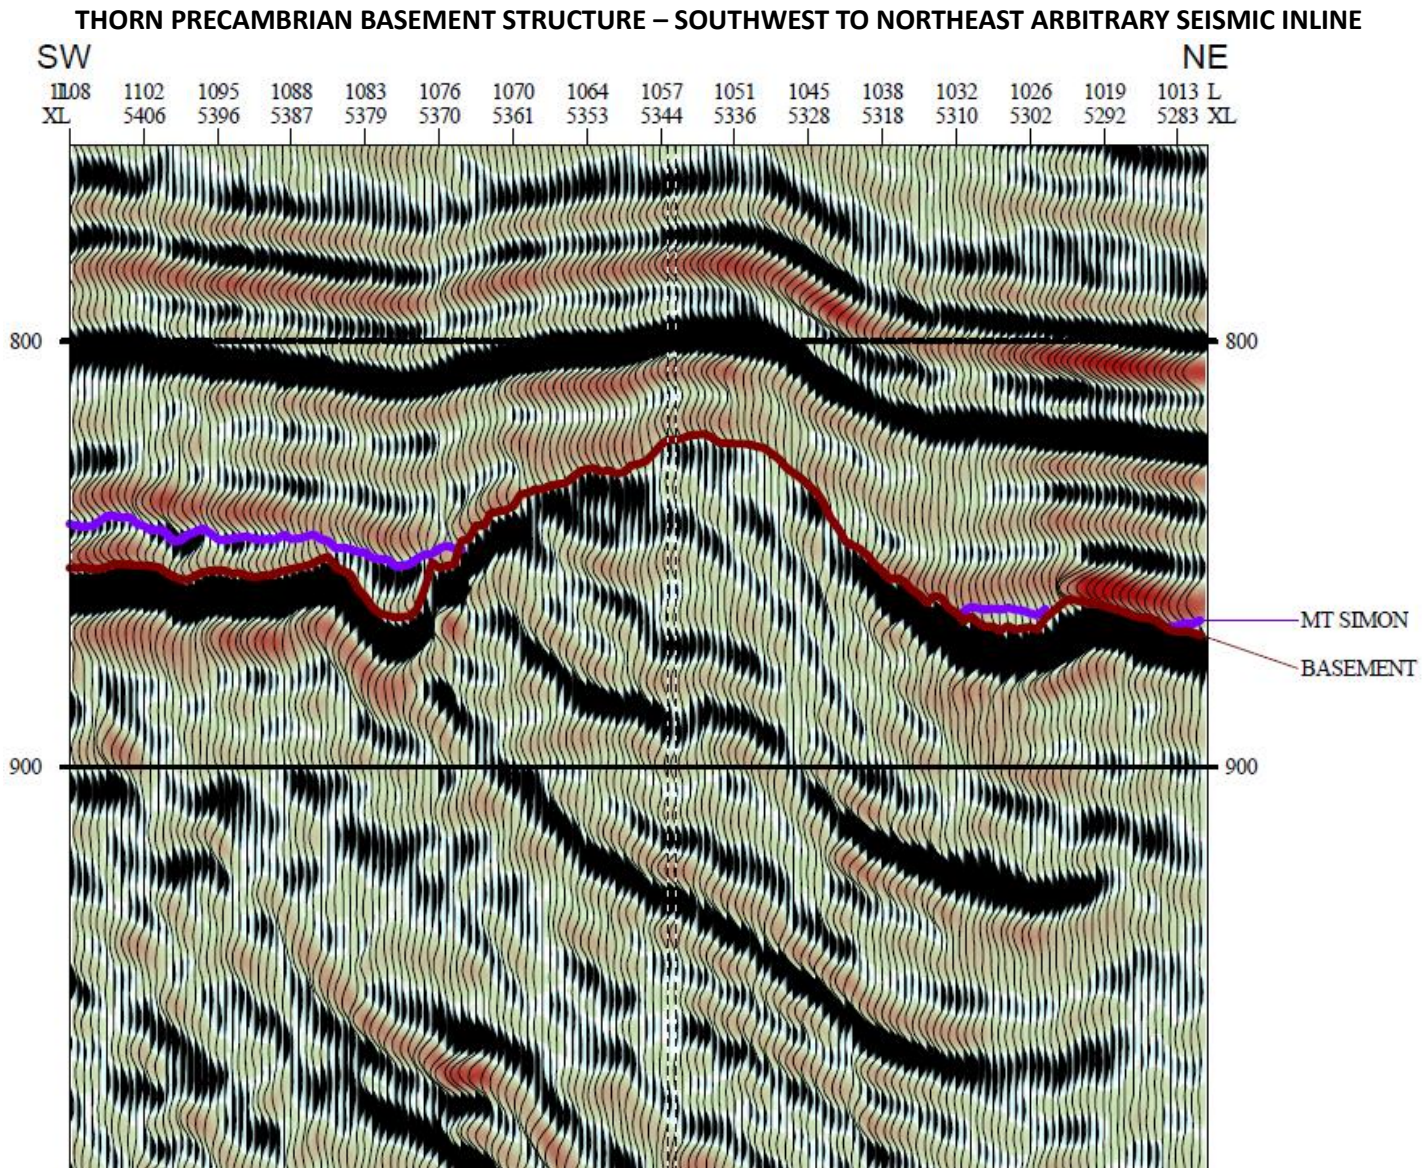 THORN PRECAMBRIAN BASEMENT STRUCTURE – SOUTHWEST TO NORTHEAST ARBITRARY SEISMIC INLINE
SW NE
1108 1102 1095 1088 1083 1076 1070 1064 1057 1051 1045 1038 1032 1026 1019 1013 L
XL 5406 5396 5387 5379 5370 5361 5353 5344 5336 5328 5318 5310 5302 5292 5283 XL
800 800
MT SIMON
BASEMENT
900 900